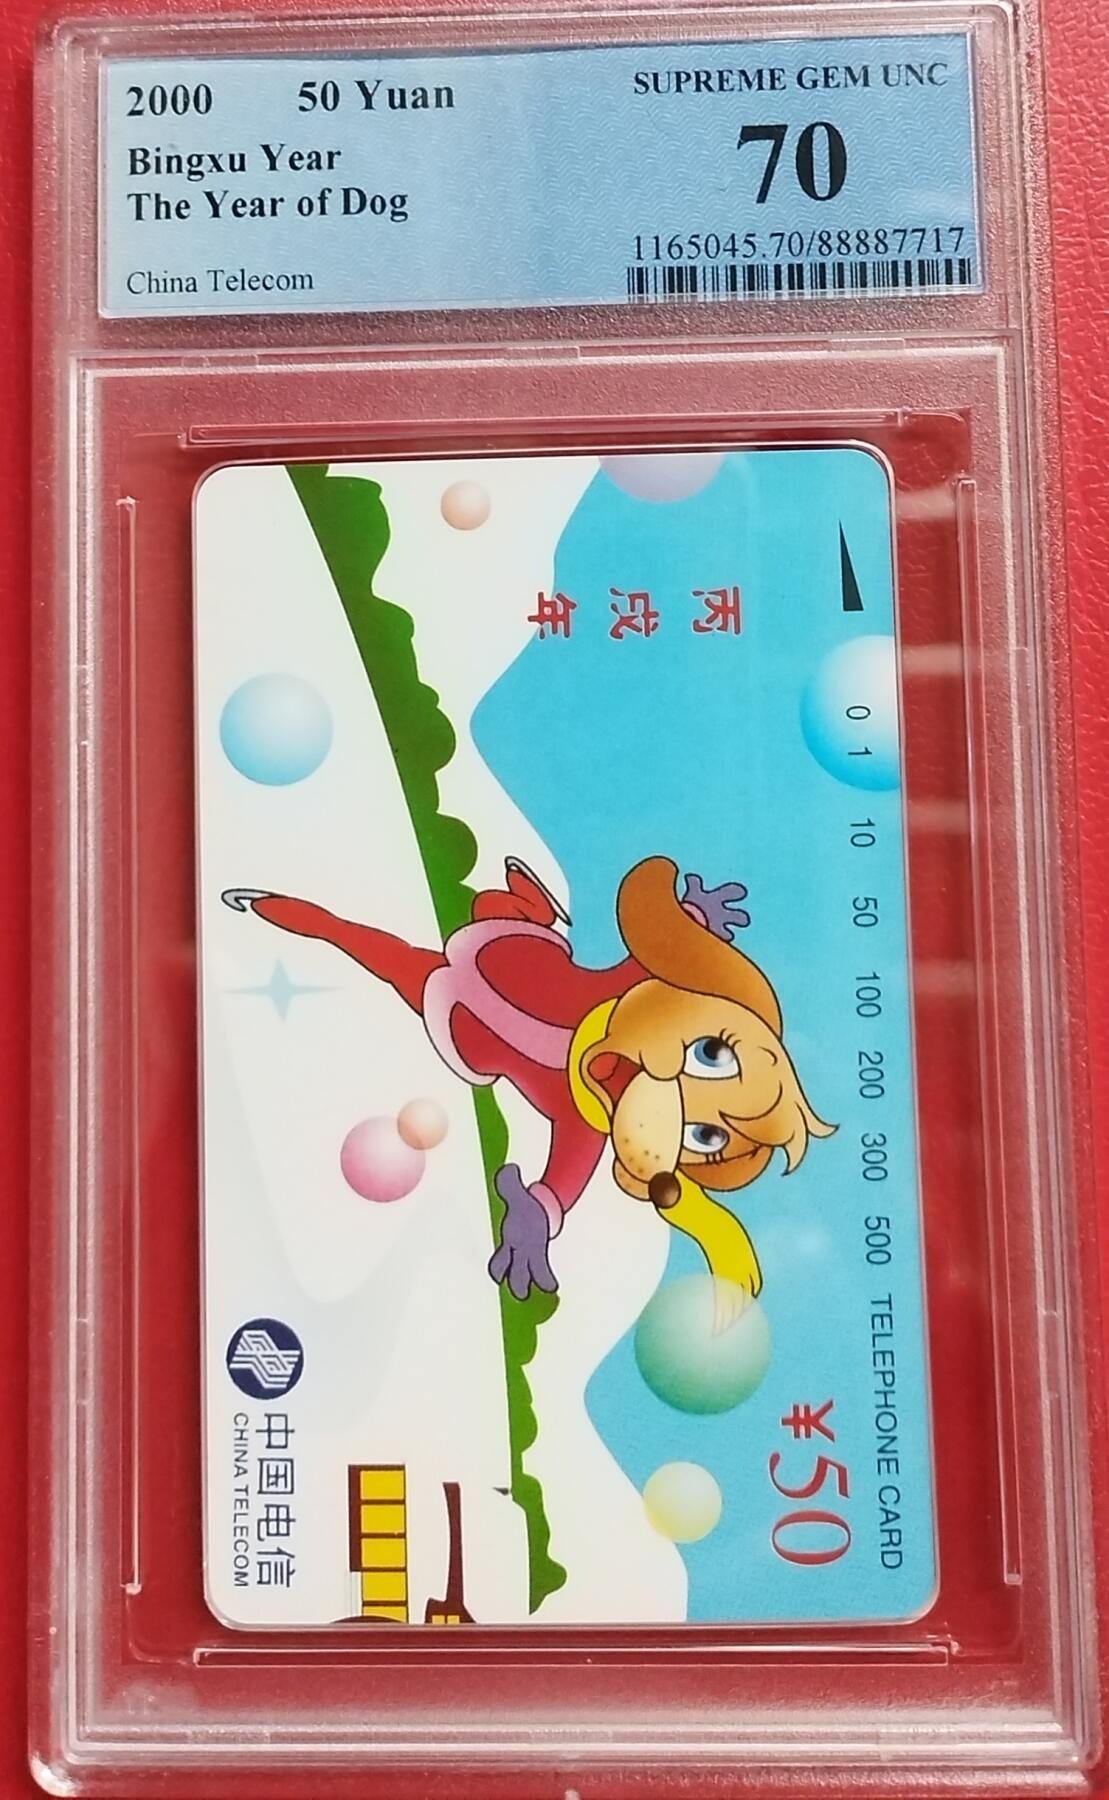 2000 50 Yuan
Bingxu Year
The Year of Dog
China Telecom
SUPREME GEM UNC
70
1165045.70/88887717
0 1 10 50 100 200 300 500 TELEPHONE CARD
丙戌年
¥50
中国电信
CHINA TELECOM